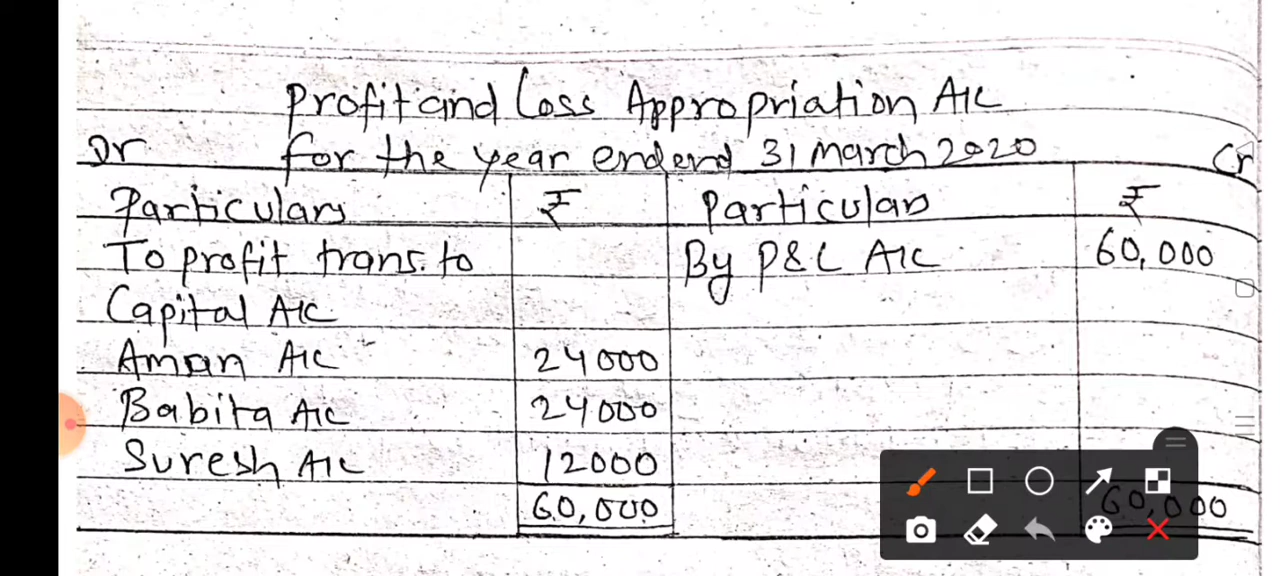 Profit and Loss Appropriation A/c
Dr for the year endend 31 March 2020 Cr
Particulars ₹ Particulars ₹
To profit trans. to By P&L A/c 60,000
Capital A/c
Aman A/c 24000
Babita A/c 24000
Suresh A/c 12000
60,000 60,000